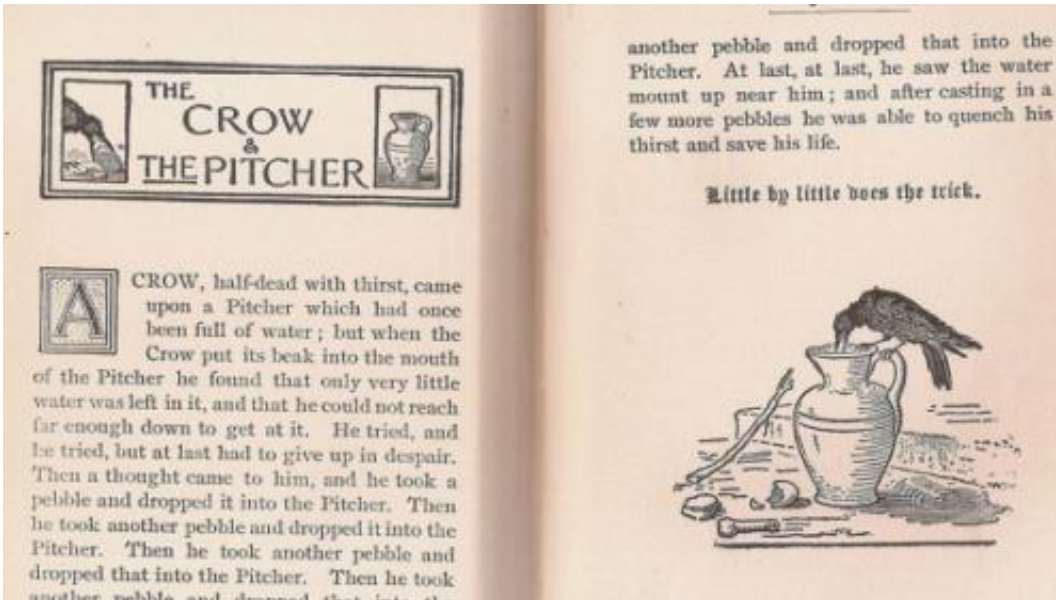 THE
CROW
&
THE PITCHER
A CROW, half-dead with thirst, came
upon a Pitcher which had once
been full of water; but when the
Crow put its beak into the mouth
of the Pitcher he found that only very little
water was left in it, and that he could not reach
far enough down to get at it. He tried, and
he tried, but at last had to give up in despair.
Then a thought came to him, and he took a
pebble and dropped it into the Pitcher. Then
he took another pebble and dropped it into the
Pitcher. Then he took another pebble and
dropped that into the Pitcher. Then he took
another pebble and dropped that into the
another pebble and dropped that into the
Pitcher. At last, at last, he saw the water
mount up near him; and after casting in a
few more pebbles he was able to quench his
thirst and save his life.
Little by little does the trick.